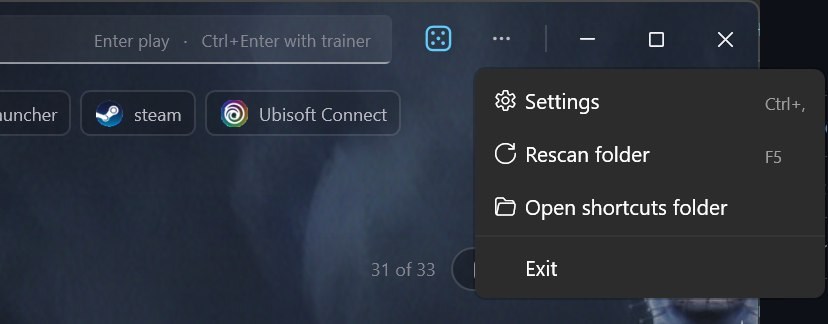 Enter play · Ctrl+Enter with trainer
steam
Ubisoft Connect
Settings Ctrl+,
Rescan folder F5
Open shortcuts folder
31 of 33
Exit